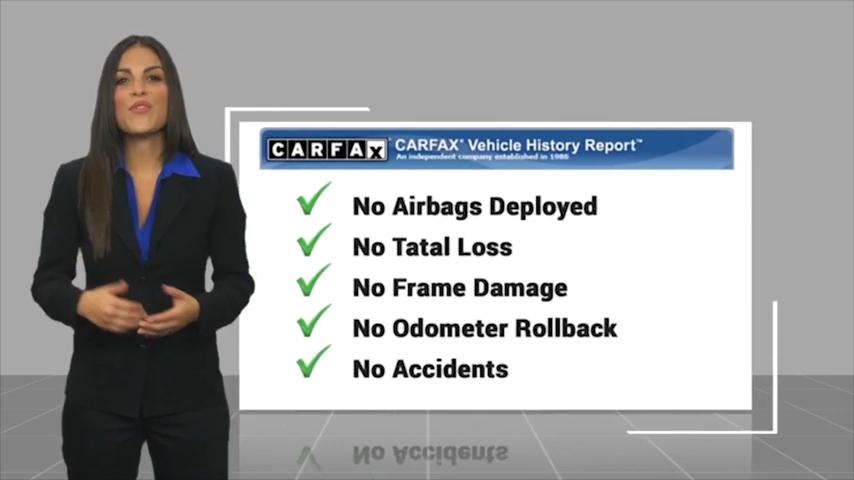 CARFAX CARFAX® Vehicle History Report™
An independent company established in 1986
No Airbags Deployed
No Tatal Loss
No Frame Damage
No Odometer Rollback
No Accidents
No Accidents